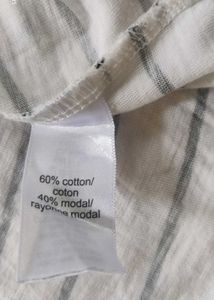 60% cotton/
coton
40% modal/
rayonne modal